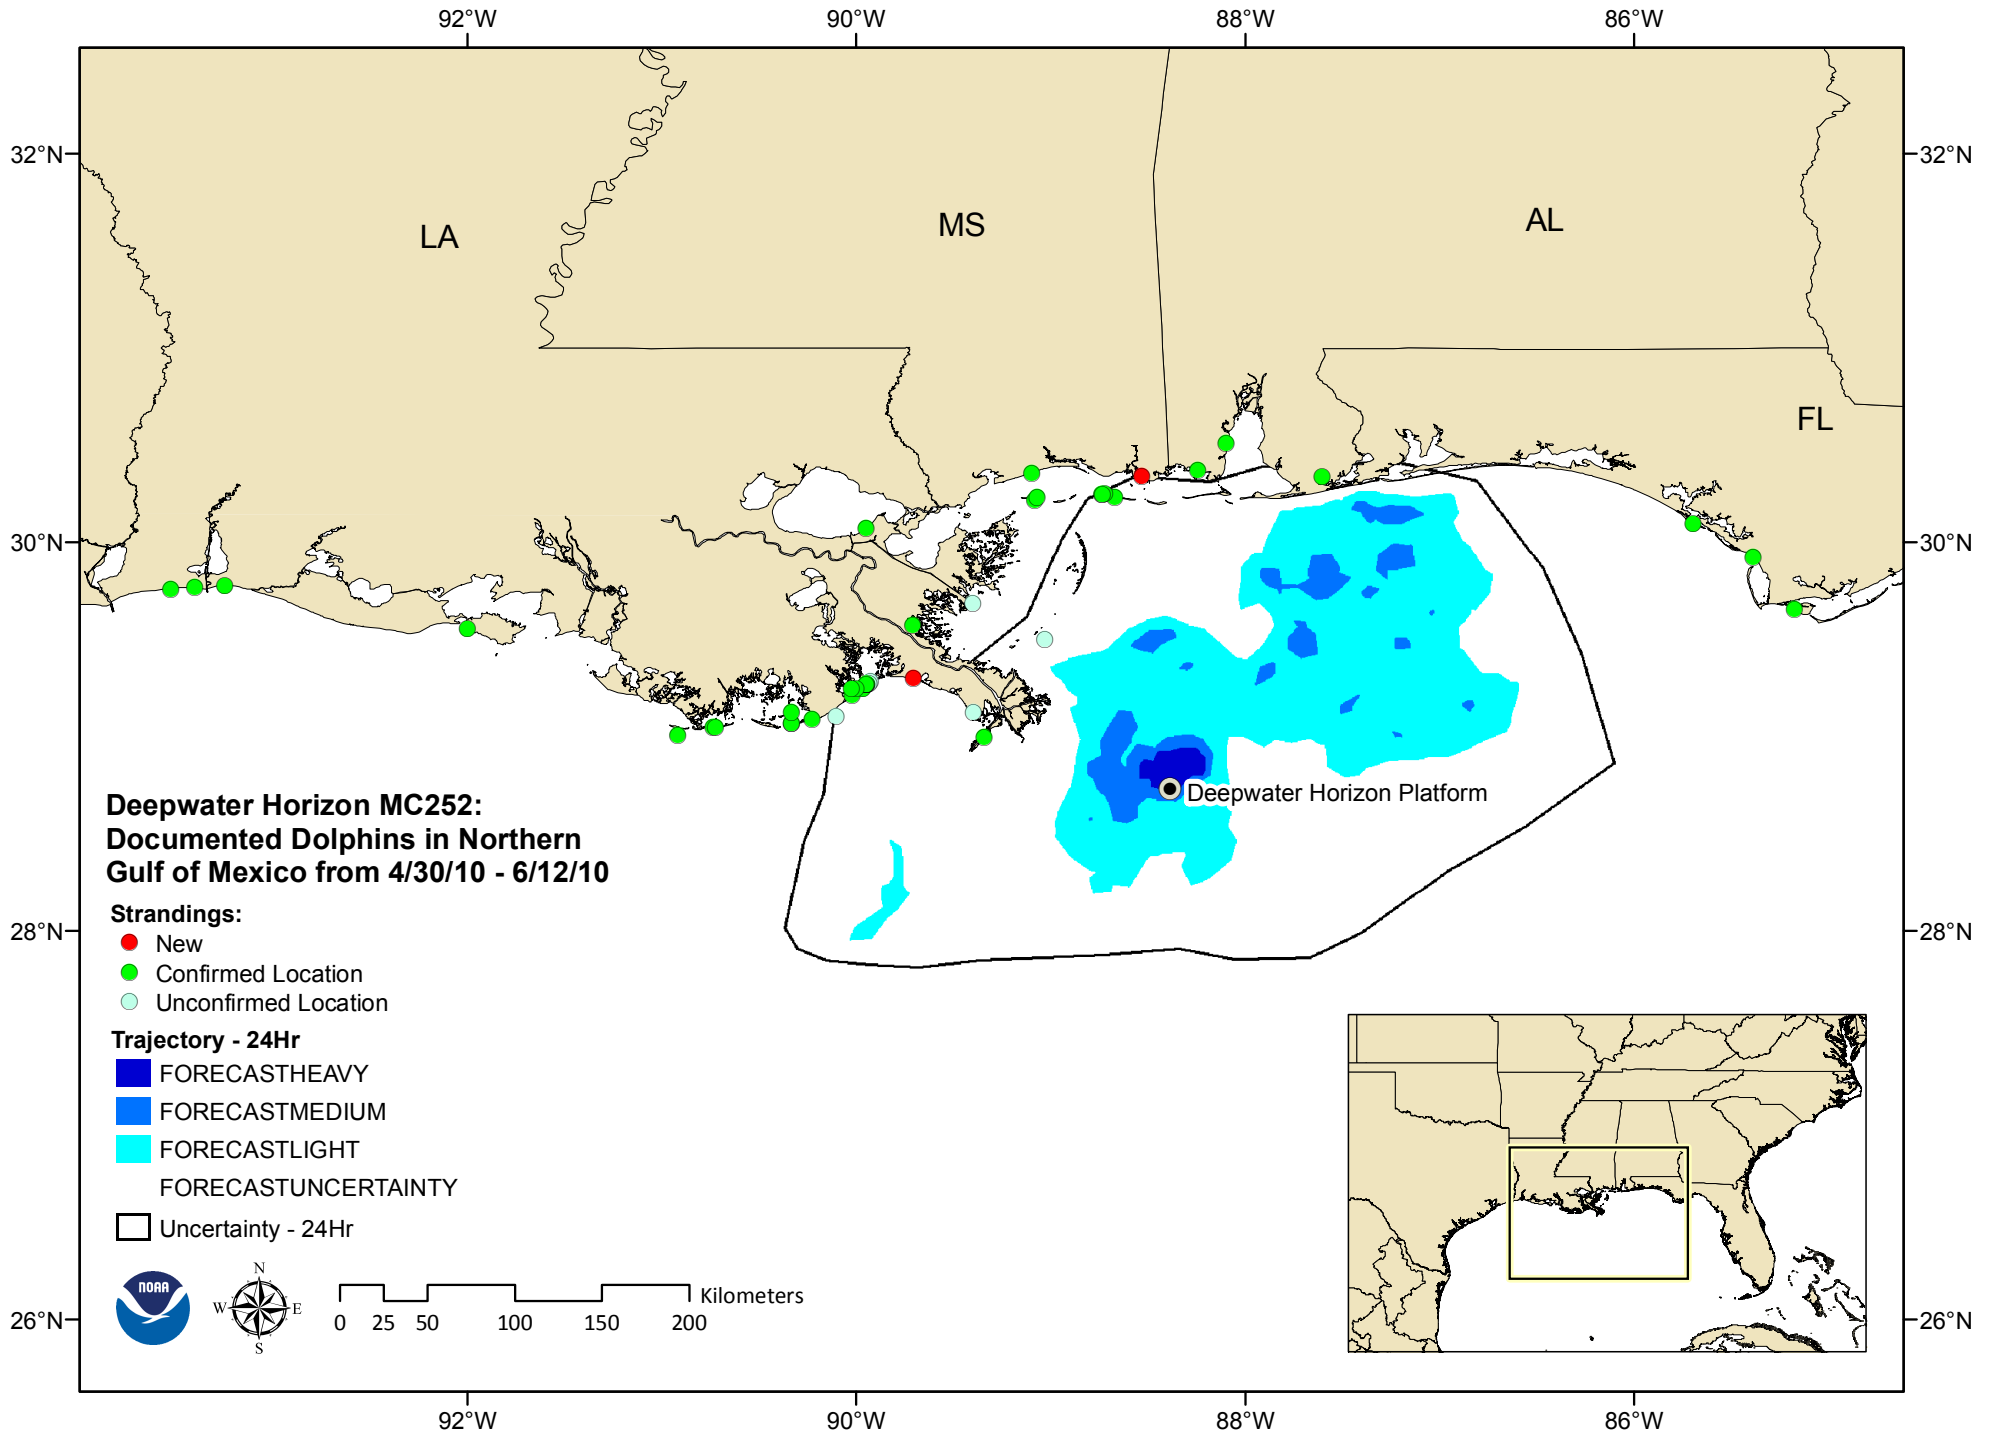 92°W
90°W
88°W
86°W
32°N
32°N
LA
MS
AL
FL
30°N
30°N
Deepwater Horizon Platform
Deepwater Horizon MC252:
Documented Dolphins in Northern
Gulf of Mexico from 4/30/10 - 6/12/10
Strandings:
New
Confirmed Location
Unconfirmed Location
28°N
28°N
Trajectory - 24Hr
FORECASTHEAVY
FORECASTMEDIUM
FORECASTLIGHT
FORECASTUNCERTAINTY
Uncertainty - 24Hr
NOAA
N
W
E
S
Kilometers
0 25 50 100 150 200
26°N
26°N
92°W
90°W
88°W
86°W